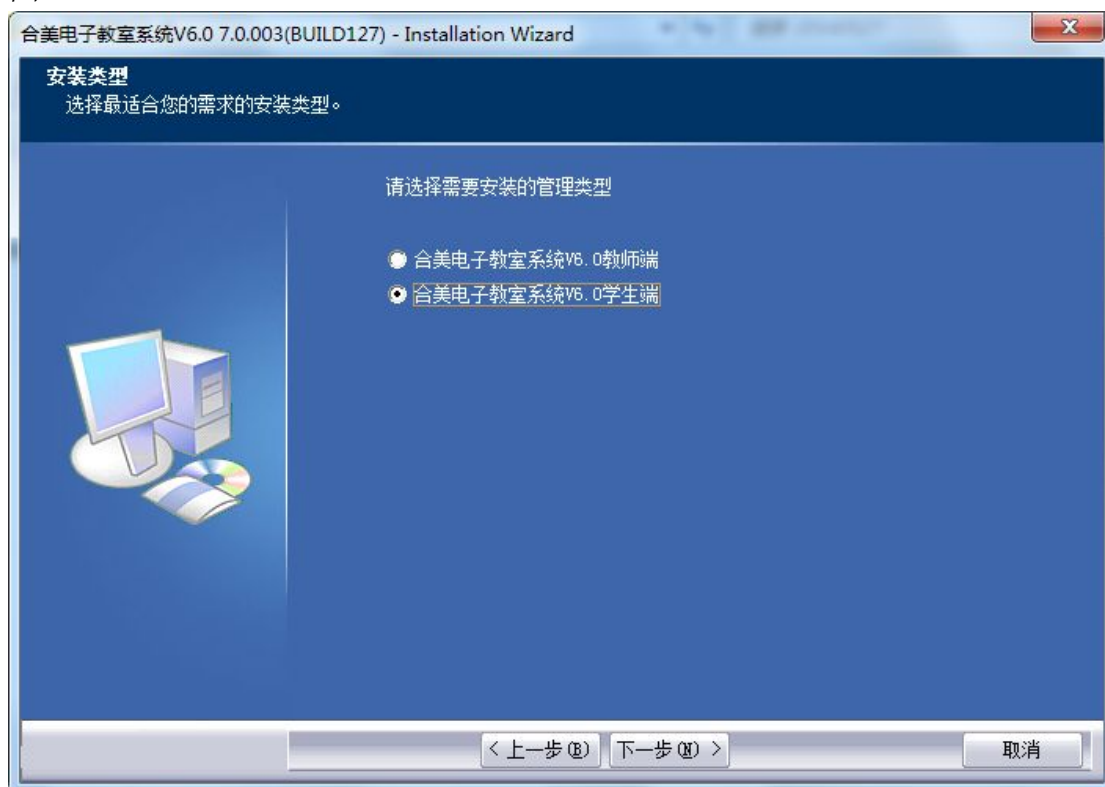 合美电子教室系统V6.0 7.0.003(BUILD127) - Installation Wizard
安装类型
选择最适合您的需求的安装类型。
请选择需要安装的管理类型
合美电子教室系统V6.0教师端
合美电子教室系统V6.0学生端
< 上一步(B)
下一步(N) >
取消